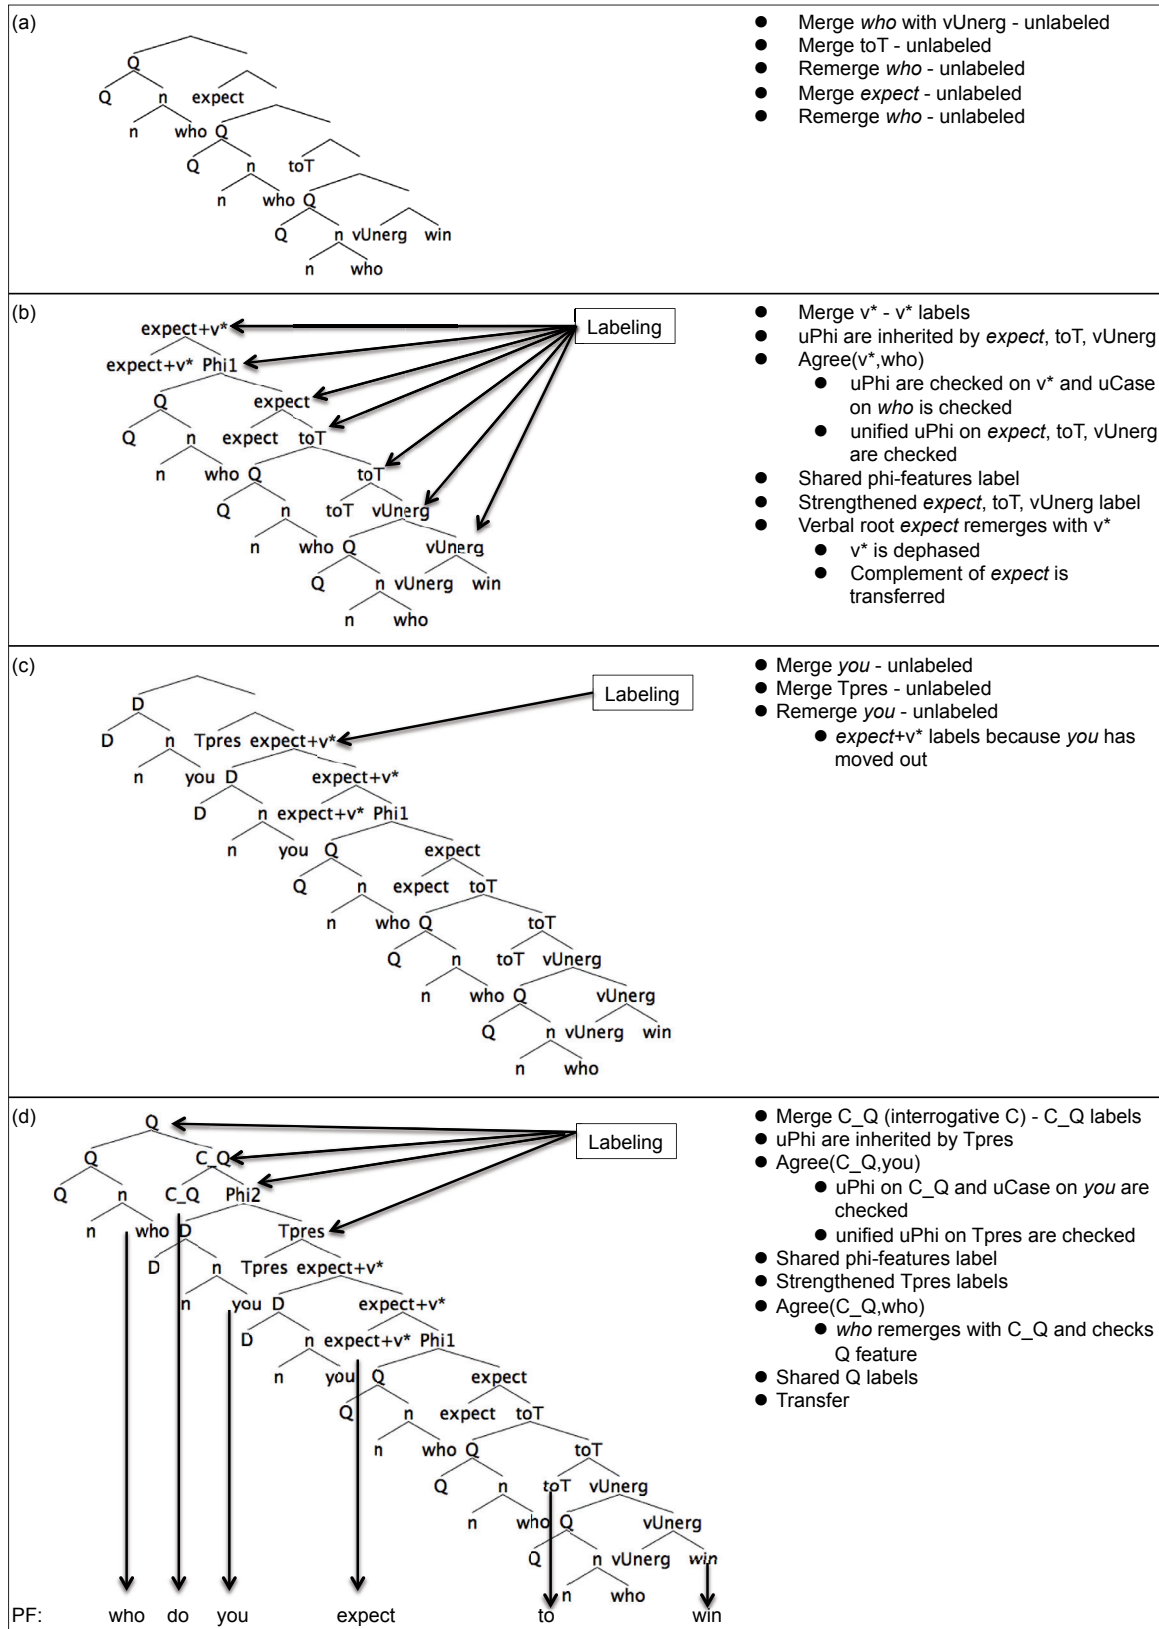 (a)
● Merge who with vUnerg - unlabeled
● Merge toT - unlabeled
● Remerge who - unlabeled
● Merge expect - unlabeled
● Remerge who - unlabeled
Q
Q n expect
n who Q
Q n toT
n who Q
Q n vUnerg win
n who
(b)
Labeling
expect+v*
expect+v* Phi1
Q expect
Q n expect toT
n who Q toT
Q n toT vUnerg
n who Q vUnerg
Q n vUnerg win
n who
● Merge v* - v* labels
● uPhi are inherited by expect, toT, vUnerg
● Agree(v*,who)
● uPhi are checked on v* and uCase
on who is checked
● unified uPhi on expect, toT, vUnerg
are checked
● Shared phi-features label
● Strengthened expect, toT, vUnerg label
● Verbal root expect remerges with v*
● v* is dephased
● Complement of expect is
transferred
(c)
Labeling
D
D n Tpres expect+v*
n you D expect+v*
D n expect+v* Phi1
n you Q expect
Q n expect toT
n who Q toT
Q n toT vUnerg
n who Q vUnerg
Q n vUnerg win
n who
● Merge you - unlabeled
● Merge Tpres - unlabeled
● Remerge you - unlabeled
● expect+v* labels because you has
moved out
(d)
Labeling
Q
Q C_Q
Q n C_Q Phi2
n who D Tpres
D n Tpres expect+v*
n you D expect+v*
D n expect+v* Phi1
n you Q expect
Q n expect toT
n who Q toT
Q n toT vUnerg
n who Q vUnerg
Q n vUnerg win
n who
PF: who do you expect to win
● Merge C_Q (interrogative C) - C_Q labels
● uPhi are inherited by Tpres
● Agree(C_Q,you)
● uPhi on C_Q and uCase on you are
checked
● unified uPhi on Tpres are checked
● Shared phi-features label
● Strengthened Tpres labels
● Agree(C_Q,who)
● who remerges with C_Q and checks
Q feature
● Shared Q labels
● Transfer